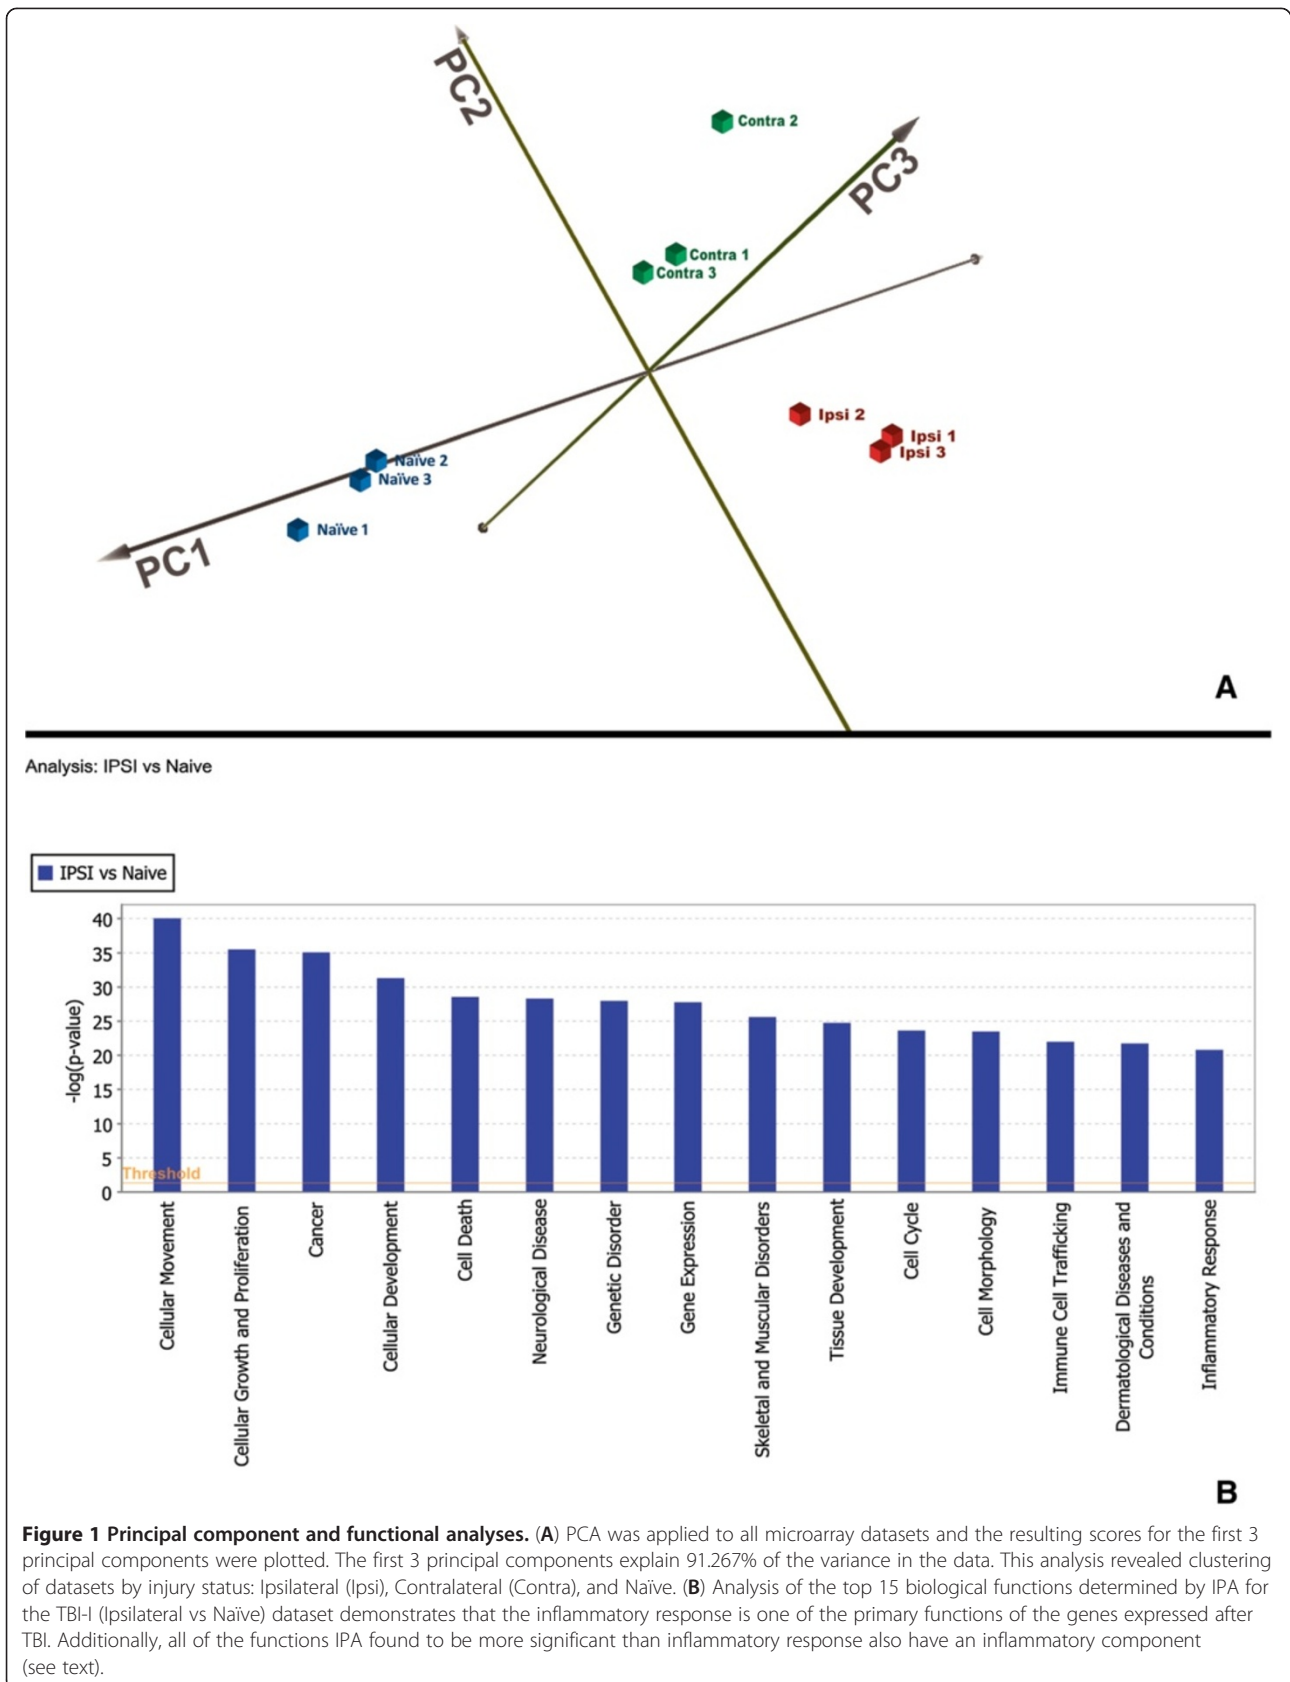 PC2
Contra 2
PC3
Contra 1
Contra 3
Ipsi 2
Ipsi 1
Ipsi 3
Naïve 2
Naïve 3
Naïve 1
PC1
A
Analysis: IPSI vs Naive
IPSI vs Naive
40
35
30
25
20
15
10
5
0
-log(p-value)
Threshold
Cellular Movement
Cellular Growth and Proliferation
Cancer
Cellular Development
Cell Death
Neurological Disease
Genetic Disorder
Gene Expression
Skeletal and Muscular Disorders
Tissue Development
Cell Cycle
Cell Morphology
Immune Cell Trafficking
Dermatological Diseases and
Conditions
Inflammatory Response
B
Figure 1 Principal component and functional analyses. (A) PCA was applied to all microarray datasets and the resulting scores for the first 3
principal components were plotted. The first 3 principal components explain 91.267% of the variance in the data. This analysis revealed clustering
of datasets by injury status: Ipsilateral (Ipsi), Contralateral (Contra), and Naïve. (B) Analysis of the top 15 biological functions determined by IPA for
the TBI-I (Ipsilateral vs Naïve) dataset demonstrates that the inflammatory response is one of the primary functions of the genes expressed after
TBI. Additionally, all of the functions IPA found to be more significant than inflammatory response also have an inflammatory component
(see text).